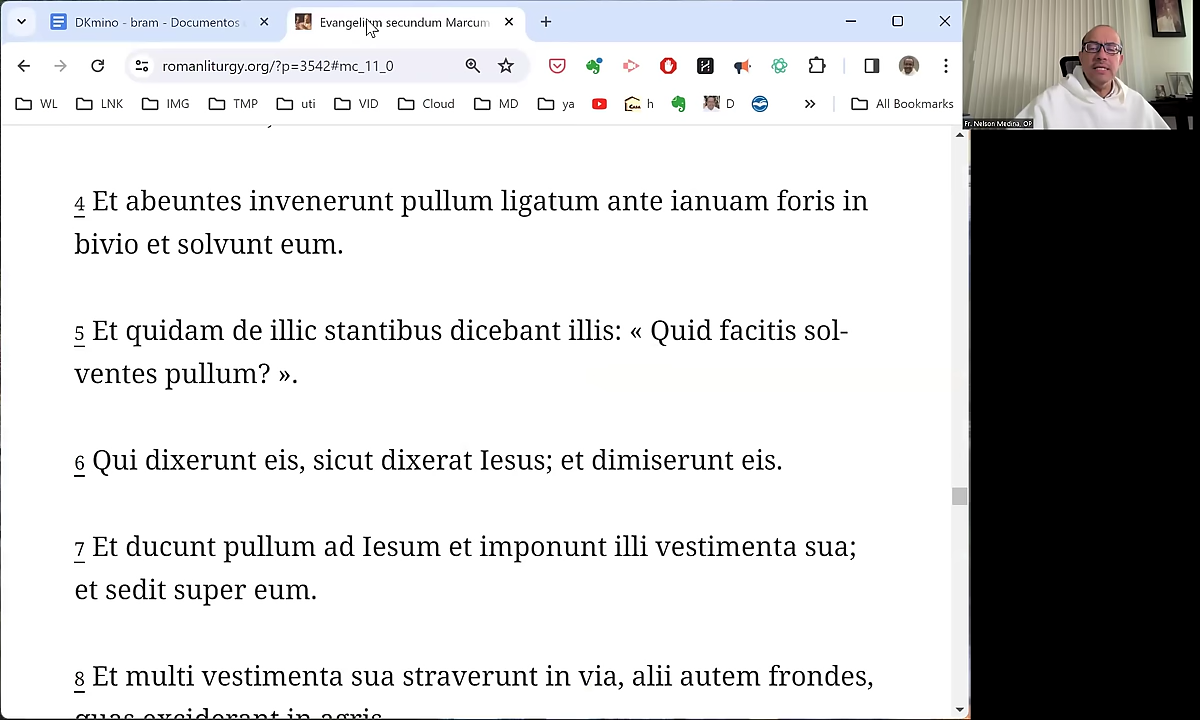 DKmino - bram - Documentos
Evangelium secundum Marcum
romanliturgy.org/?p=3542#mc_11_0
WL LNK IMG TMP uti VID Cloud MD ya h D » All Bookmarks
Fr. Nelson Medina, OP
4 Et abeuntes invenerunt pullum ligatum ante ianuam foris in
bivio et solvunt eum.
5 Et quidam de illic stantibus dicebant illis: « Quid facitis sol-
ventes pullum? ».
6 Qui dixerunt eis, sicut dixerat Iesus; et dimiserunt eis.
7 Et ducunt pullum ad Iesum et imponunt illi vestimenta sua;
et sedit super eum.
8 Et multi vestimenta sua straverunt in via, alii autem frondes,
quas exciderant in agris.